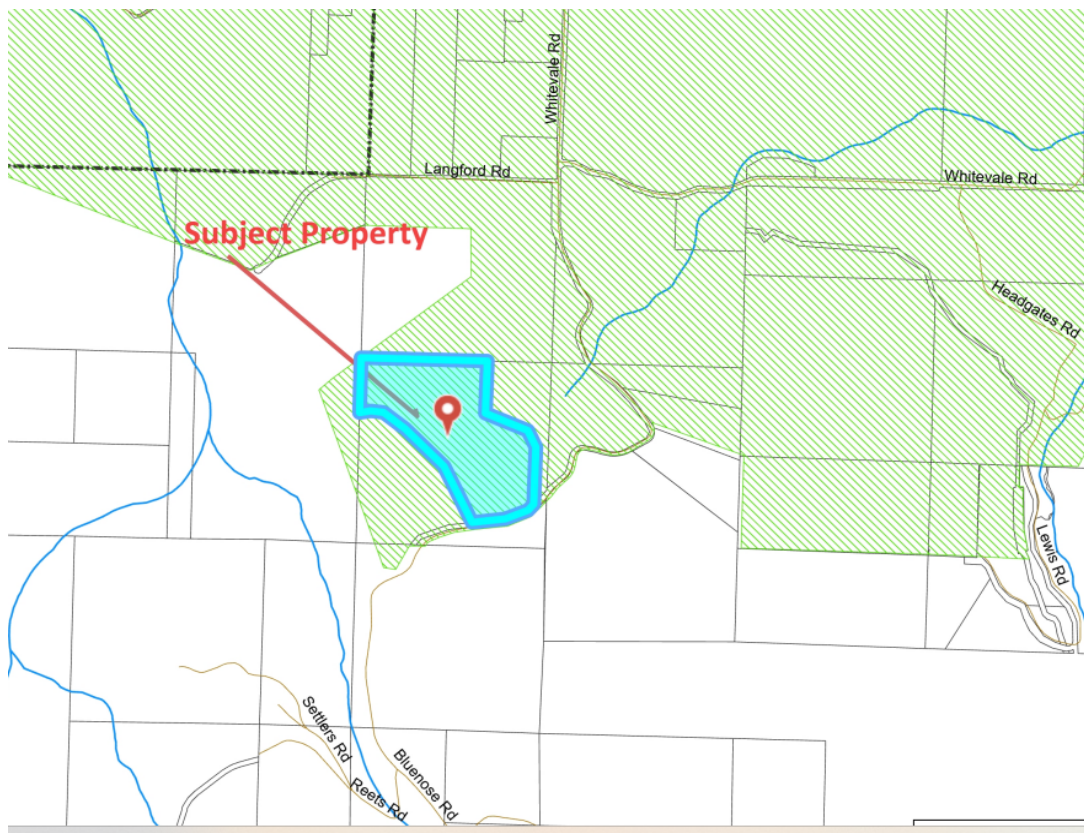 Whitevale Rd
Langford Rd
Whitevale Rd
Subject Property
Headgates Rd
Lewis Rd
Settlers Rd
Reets Rd
Bluenose Rd